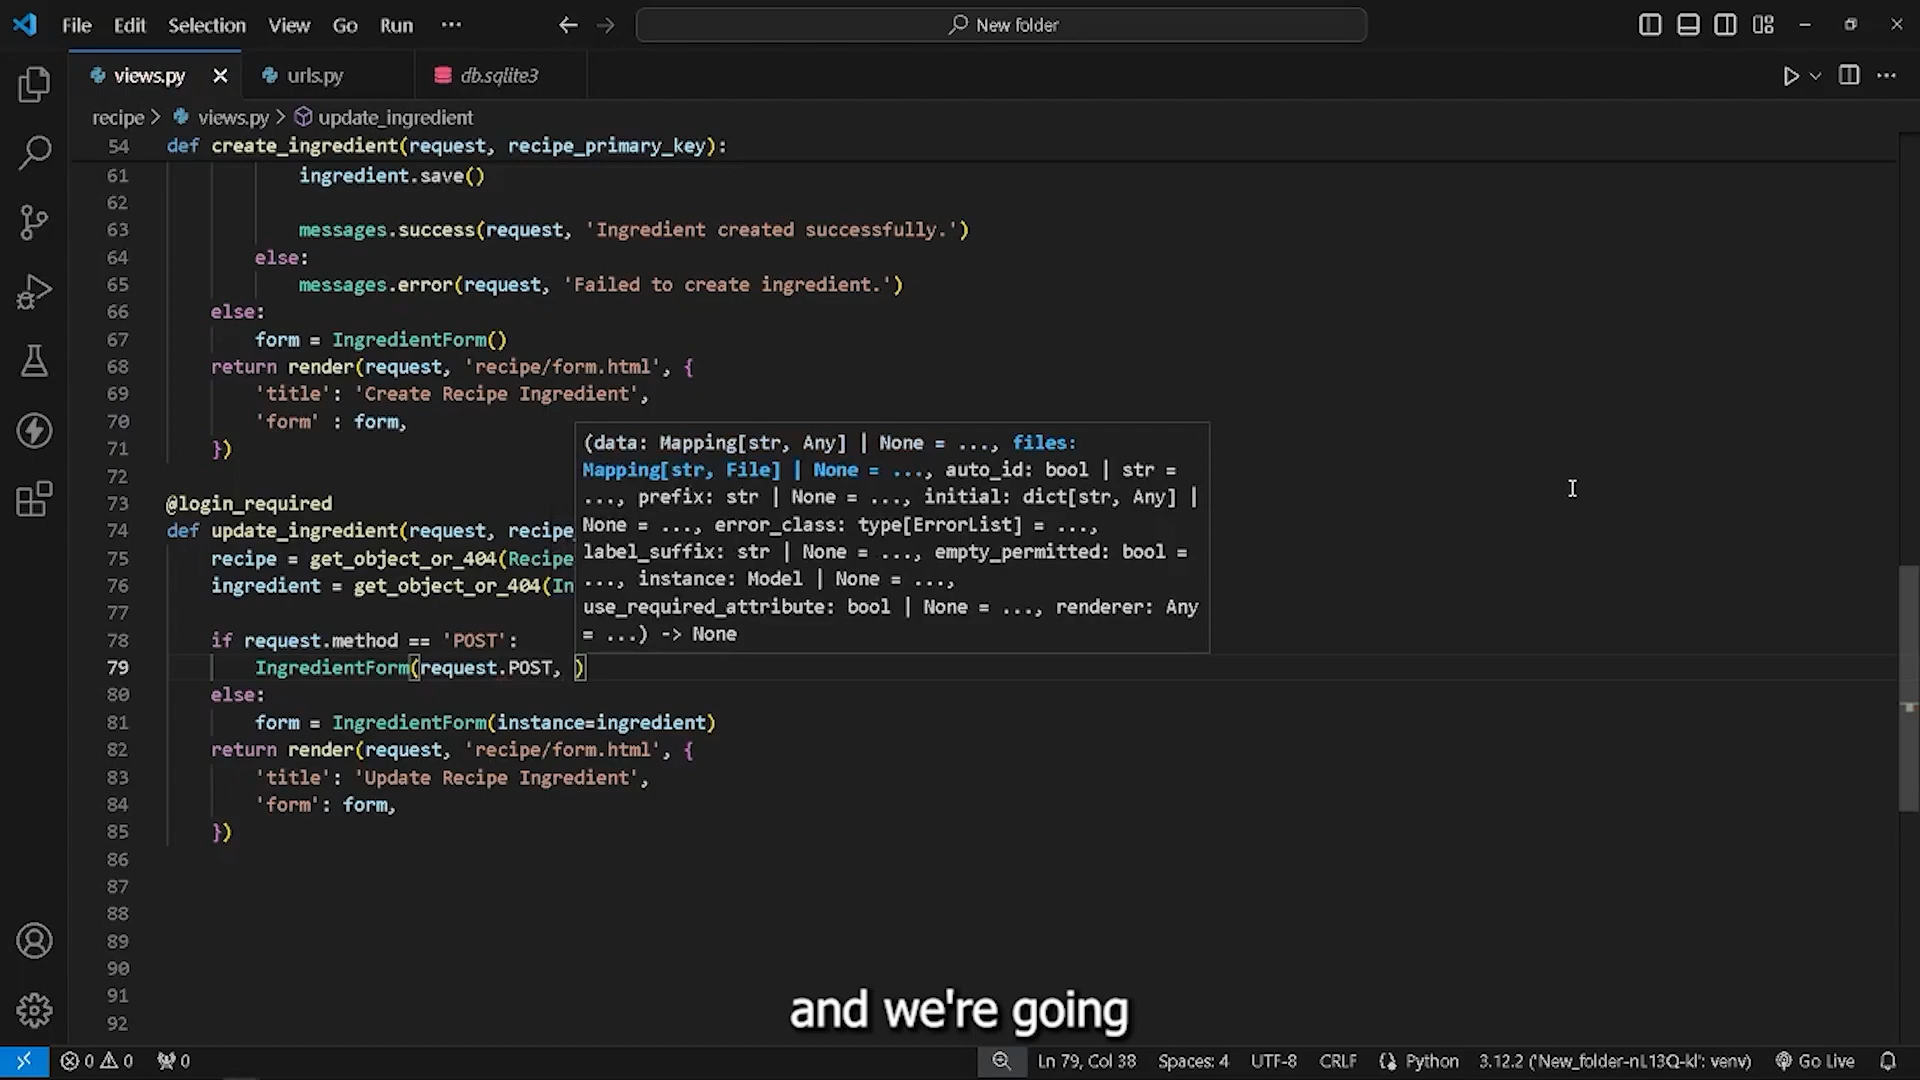 File Edit Selection View Go Run ··· New folder
views.py urls.py db.sqlite3
recipe > views.py > update_ingredient
54 def create_ingredient(request, recipe_primary_key):
61 ingredient.save()
62
63 messages.success(request, 'Ingredient created successfully.')
64 else:
65 messages.error(request, 'Failed to create ingredient.')
66 else:
67 form = IngredientForm()
68 return render(request, 'recipe/form.html', {
69 'title': 'Create Recipe Ingredient',
70 'form' : form,
71 })
72
73 @login_required
74 def update_ingredient(request, recipe
75 recipe = get_object_or_404(Recipe
76 ingredient = get_object_or_404(In
77
78 if request.method == 'POST':
79 IngredientForm(request.POST, )
80 else:
81 form = IngredientForm(instance=ingredient)
82 return render(request, 'recipe/form.html', {
83 'title': 'Update Recipe Ingredient',
84 'form': form,
85 })
86
87
88
89
90
91
92
(data: Mapping[str, Any] | None = ..., files:
Mapping[str, File] | None = ..., auto_id: bool | str =
..., prefix: str | None = ..., initial: dict[str, Any] |
None = ..., error_class: type[ErrorList] = ...,
label_suffix: str | None = ..., empty_permitted: bool =
..., instance: Model | None = ...,
use_required_attribute: bool | None = ..., renderer: Any
= ...) -> None
and we're going
0 0 0 Ln 79, Col 38 Spaces: 4 UTF-8 CRLF Python 3.12.2 ('New_folder-nL13Q-kl': venv) Go Live